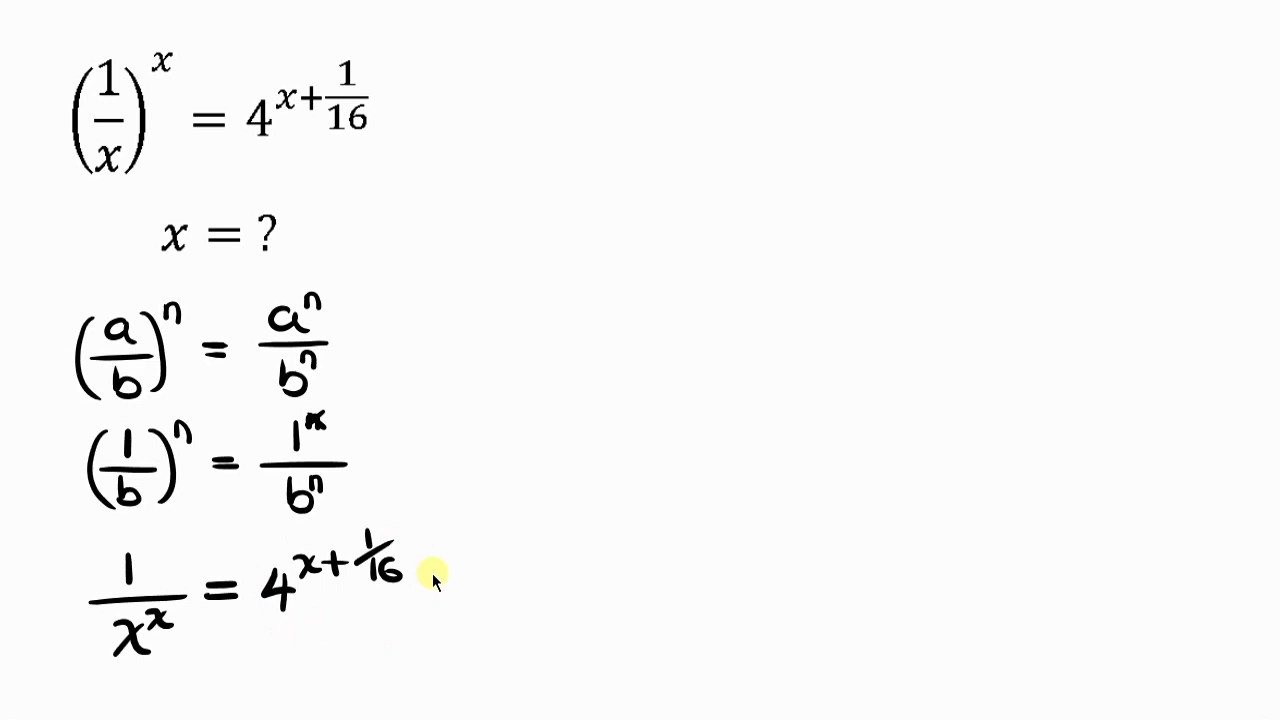 (1/x)^x = 4^(x+1/16)
x = ?
(a/b)^n = a^n/b^n
(1/b)^n = 1^n/b^n
1/x^x = 4^(x+1/16)